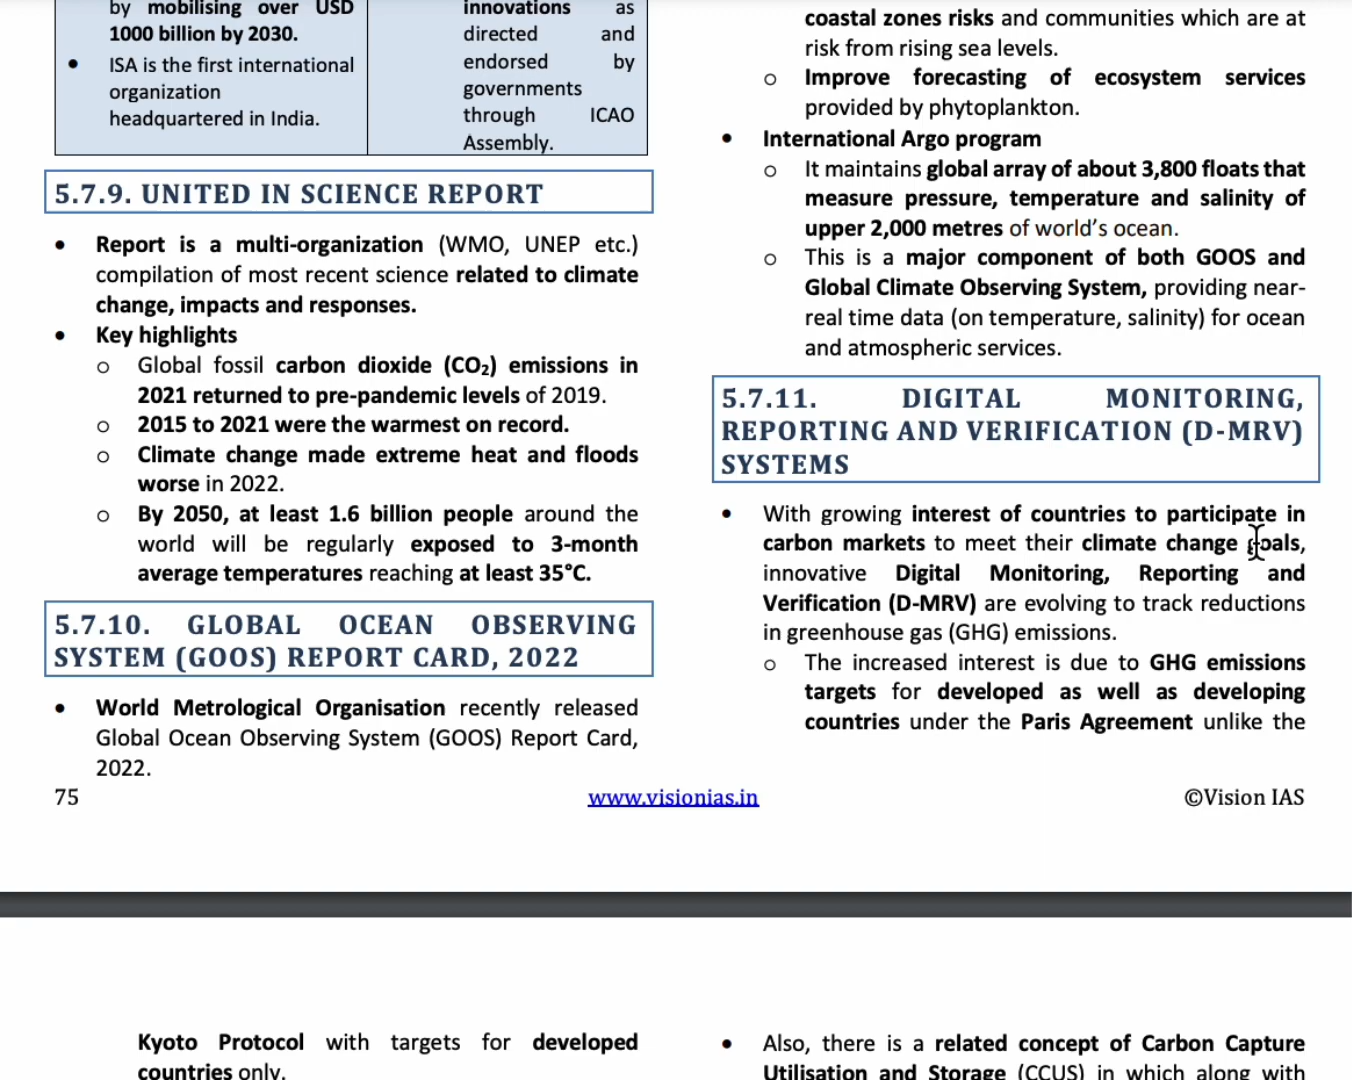 by mobilising over USD
1000 billion by 2030.
• ISA is the first international
organization
headquartered in India.
innovations as
directed and
endorsed by
governments
through ICAO
Assembly.
5.7.9. UNITED IN SCIENCE REPORT
• Report is a multi-organization (WMO, UNEP etc.)
compilation of most recent science related to climate
change, impacts and responses.
• Key highlights
o Global fossil carbon dioxide (CO₂) emissions in
2021 returned to pre-pandemic levels of 2019.
o 2015 to 2021 were the warmest on record.
o Climate change made extreme heat and floods
worse in 2022.
o By 2050, at least 1.6 billion people around the
world will be regularly exposed to 3-month
average temperatures reaching at least 35°C.
5.7.10. GLOBAL OCEAN OBSERVING
SYSTEM (GOOS) REPORT CARD, 2022
• World Metrological Organisation recently released
Global Ocean Observing System (GOOS) Report Card,
2022.
coastal zones risks and communities which are at
risk from rising sea levels.
o Improve forecasting of ecosystem services
provided by phytoplankton.
• International Argo program
o It maintains global array of about 3,800 floats that
measure pressure, temperature and salinity of
upper 2,000 metres of world’s ocean.
o This is a major component of both GOOS and
Global Climate Observing System, providing near-
real time data (on temperature, salinity) for ocean
and atmospheric services.
5.7.11. DIGITAL MONITORING,
REPORTING AND VERIFICATION (D-MRV)
SYSTEMS
• With growing interest of countries to participate in
carbon markets to meet their climate change goals,
innovative Digital Monitoring, Reporting and
Verification (D-MRV) are evolving to track reductions
in greenhouse gas (GHG) emissions.
o The increased interest is due to GHG emissions
targets for developed as well as developing
countries under the Paris Agreement unlike the
75
www.visionias.in
©Vision IAS
Kyoto Protocol with targets for developed
countries only.
• Also, there is a related concept of Carbon Capture
Utilisation and Storage (CCUS) in which along with